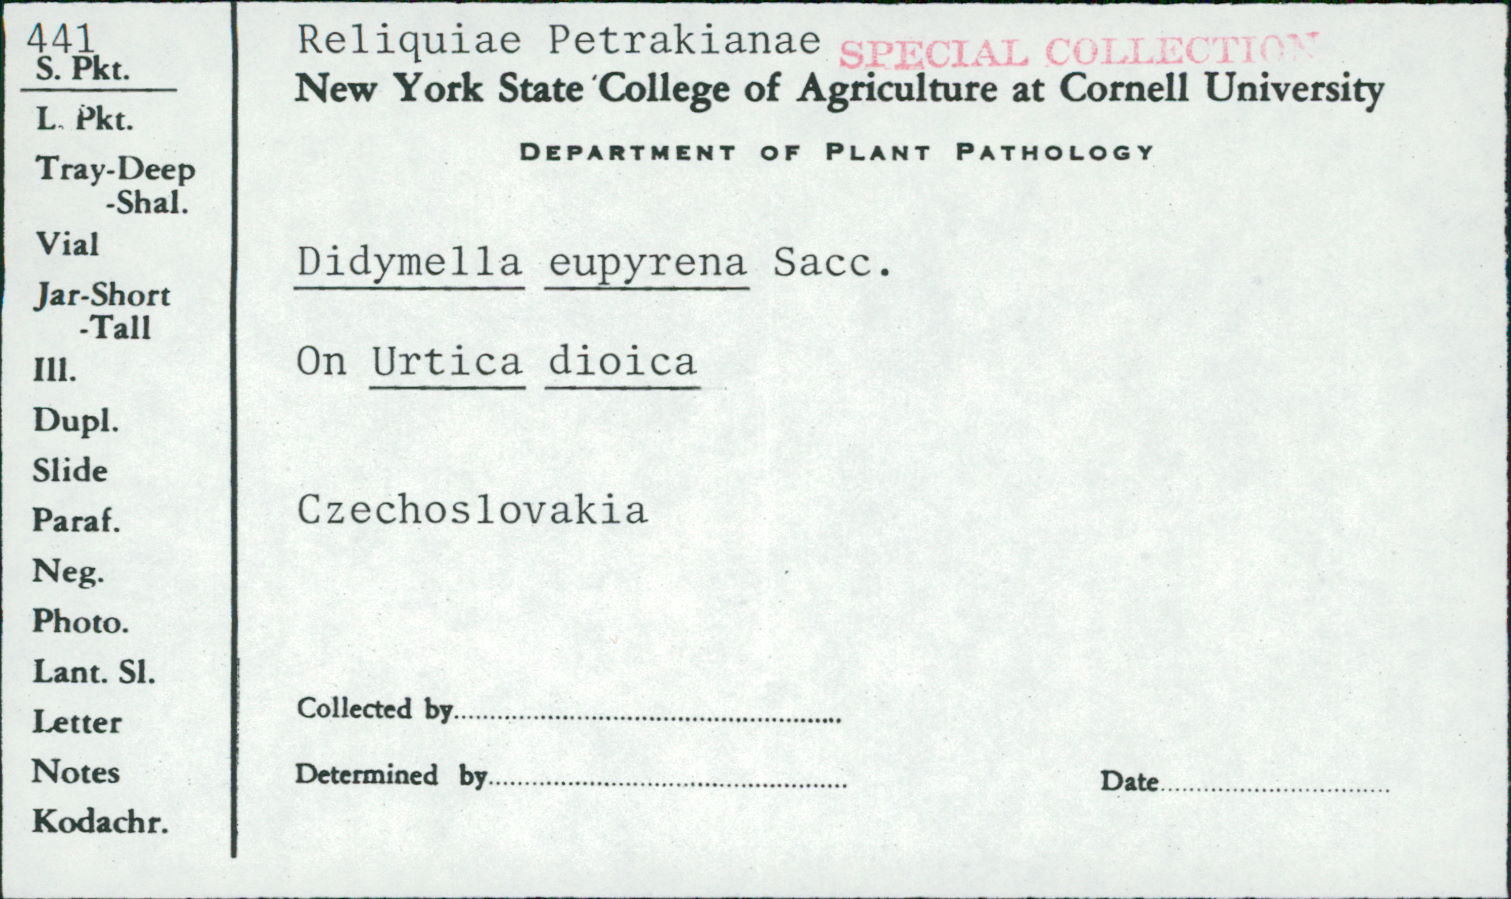 441
S. Pkt.
L. Pkt.
Tray-Deep
-Shal.
Vial
Jar-Short
-Tall
Ill.
Dupl.
Slide
Paraf.
Neg.
Photo.
Lant. Sl.
Letter
Notes
Kodachr.
Reliquiae Petrakianae SPECIAL COLLECTION
New York State College of Agriculture at Cornell University
DEPARTMENT OF PLANT PATHOLOGY
Didymella eupyrena Sacc.
On Urtica dioica
Czechoslovakia
Collected by
Determined by
Date